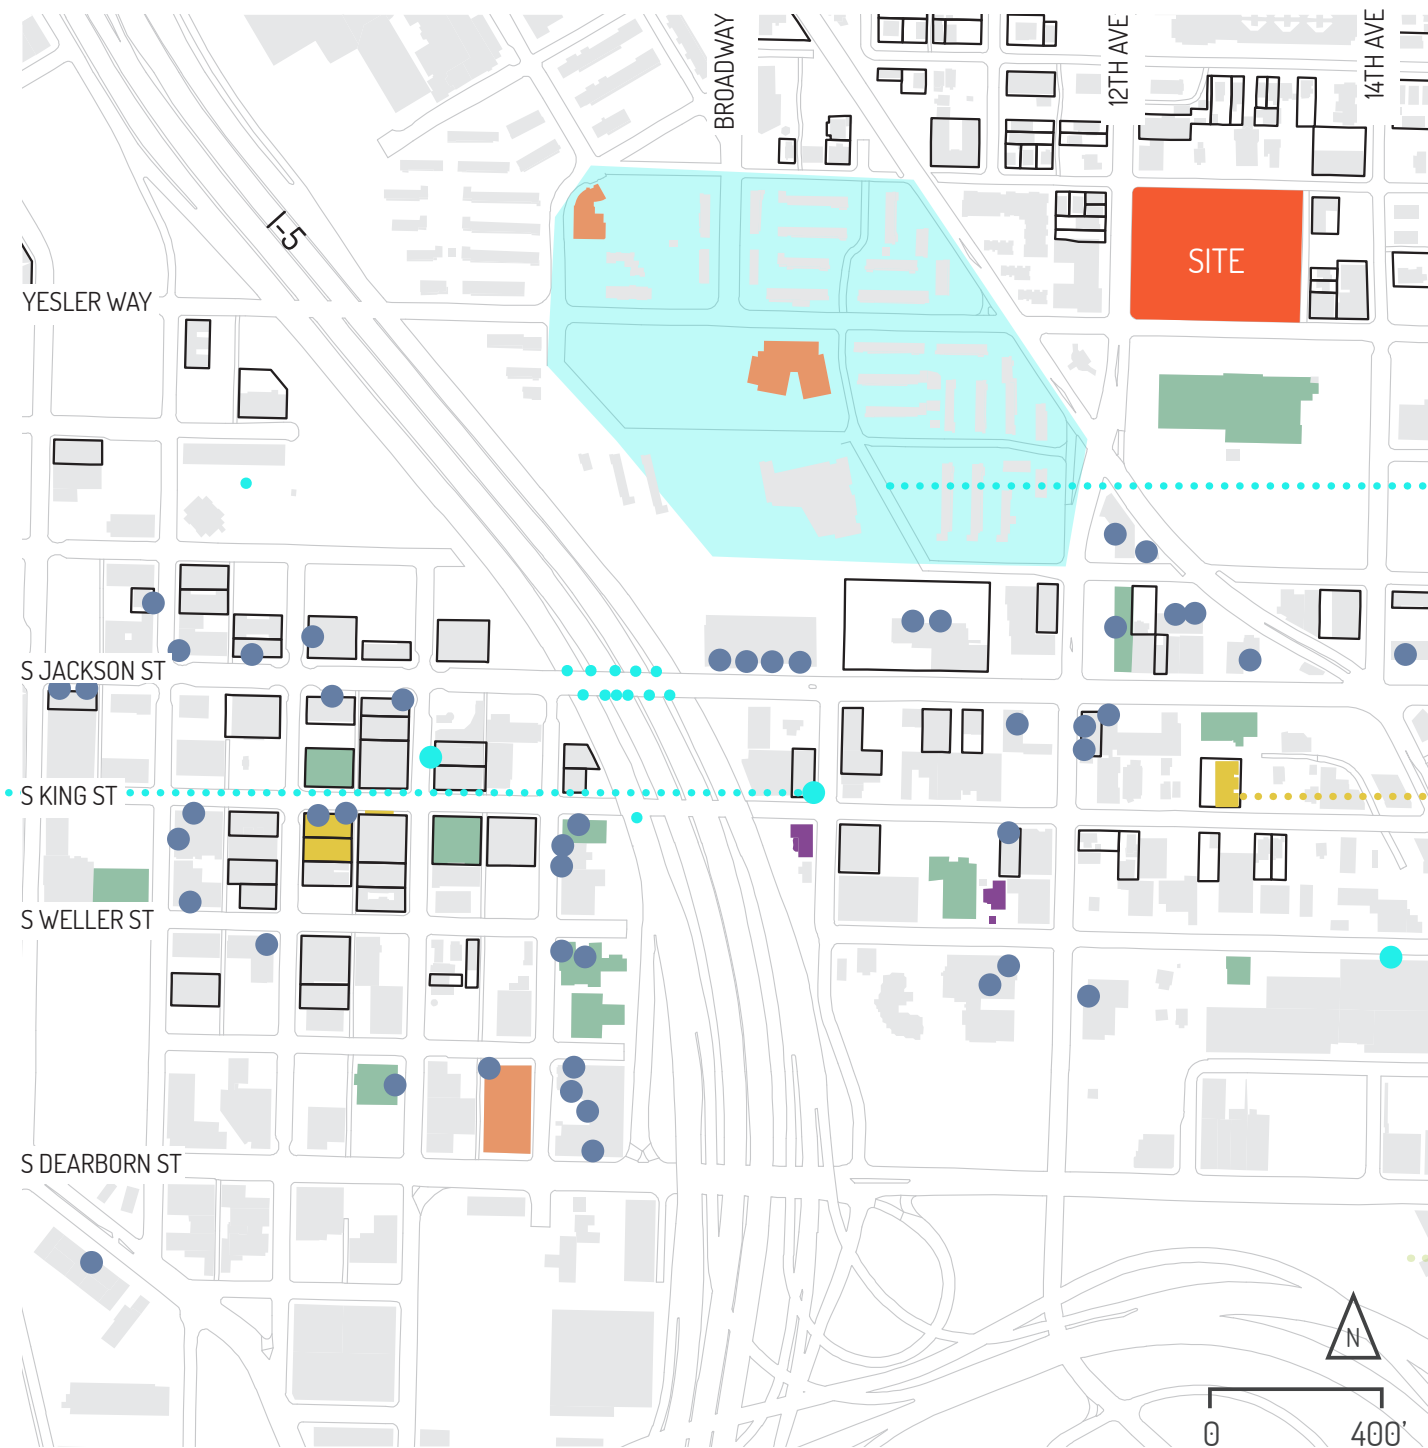 BROADWAY
12TH AVE
14TH AVE
I-5
SITE
YESLER WAY
S JACKSON ST
S KING ST
S WELLER ST
S DEARBORN ST
N
0 400'